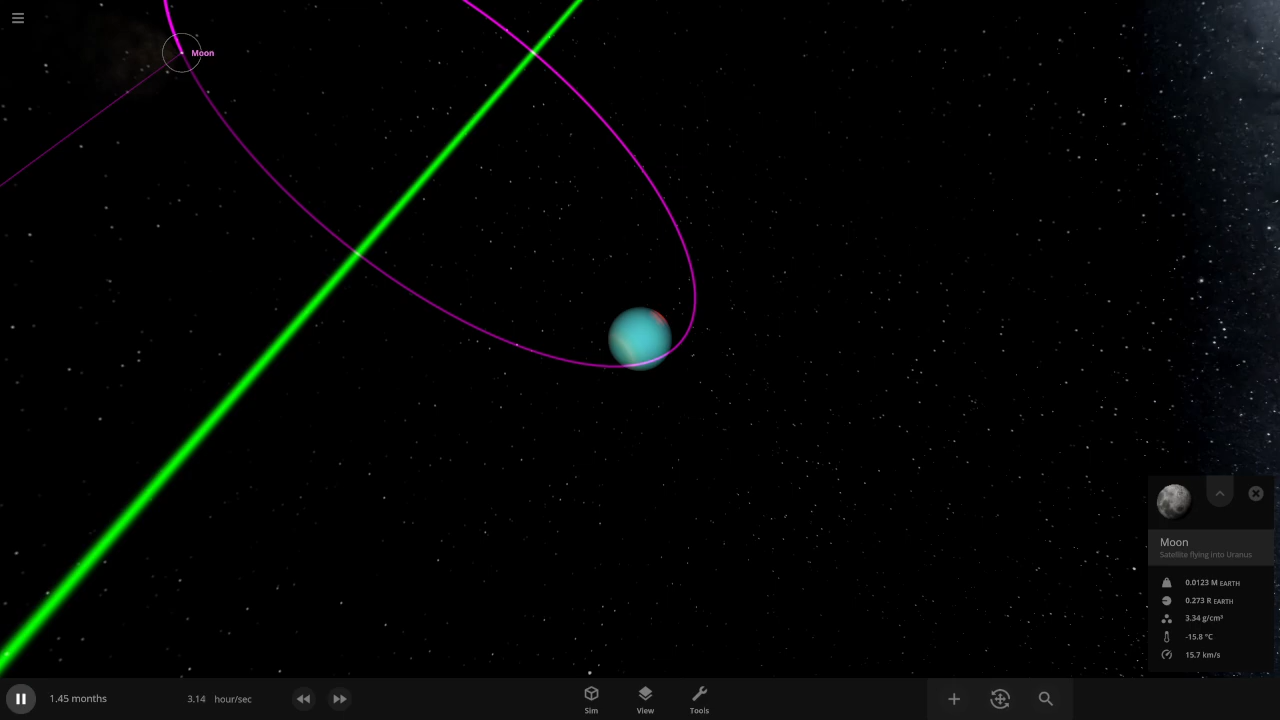 Moon
Moon
Satellite flying into Uranus
0.0123 M EARTH
0.273 R EARTH
3.34 g/cm³
-15.8 °C
15.7 km/s
1.45 months
3.14 hour/sec
Sim
View
Tools